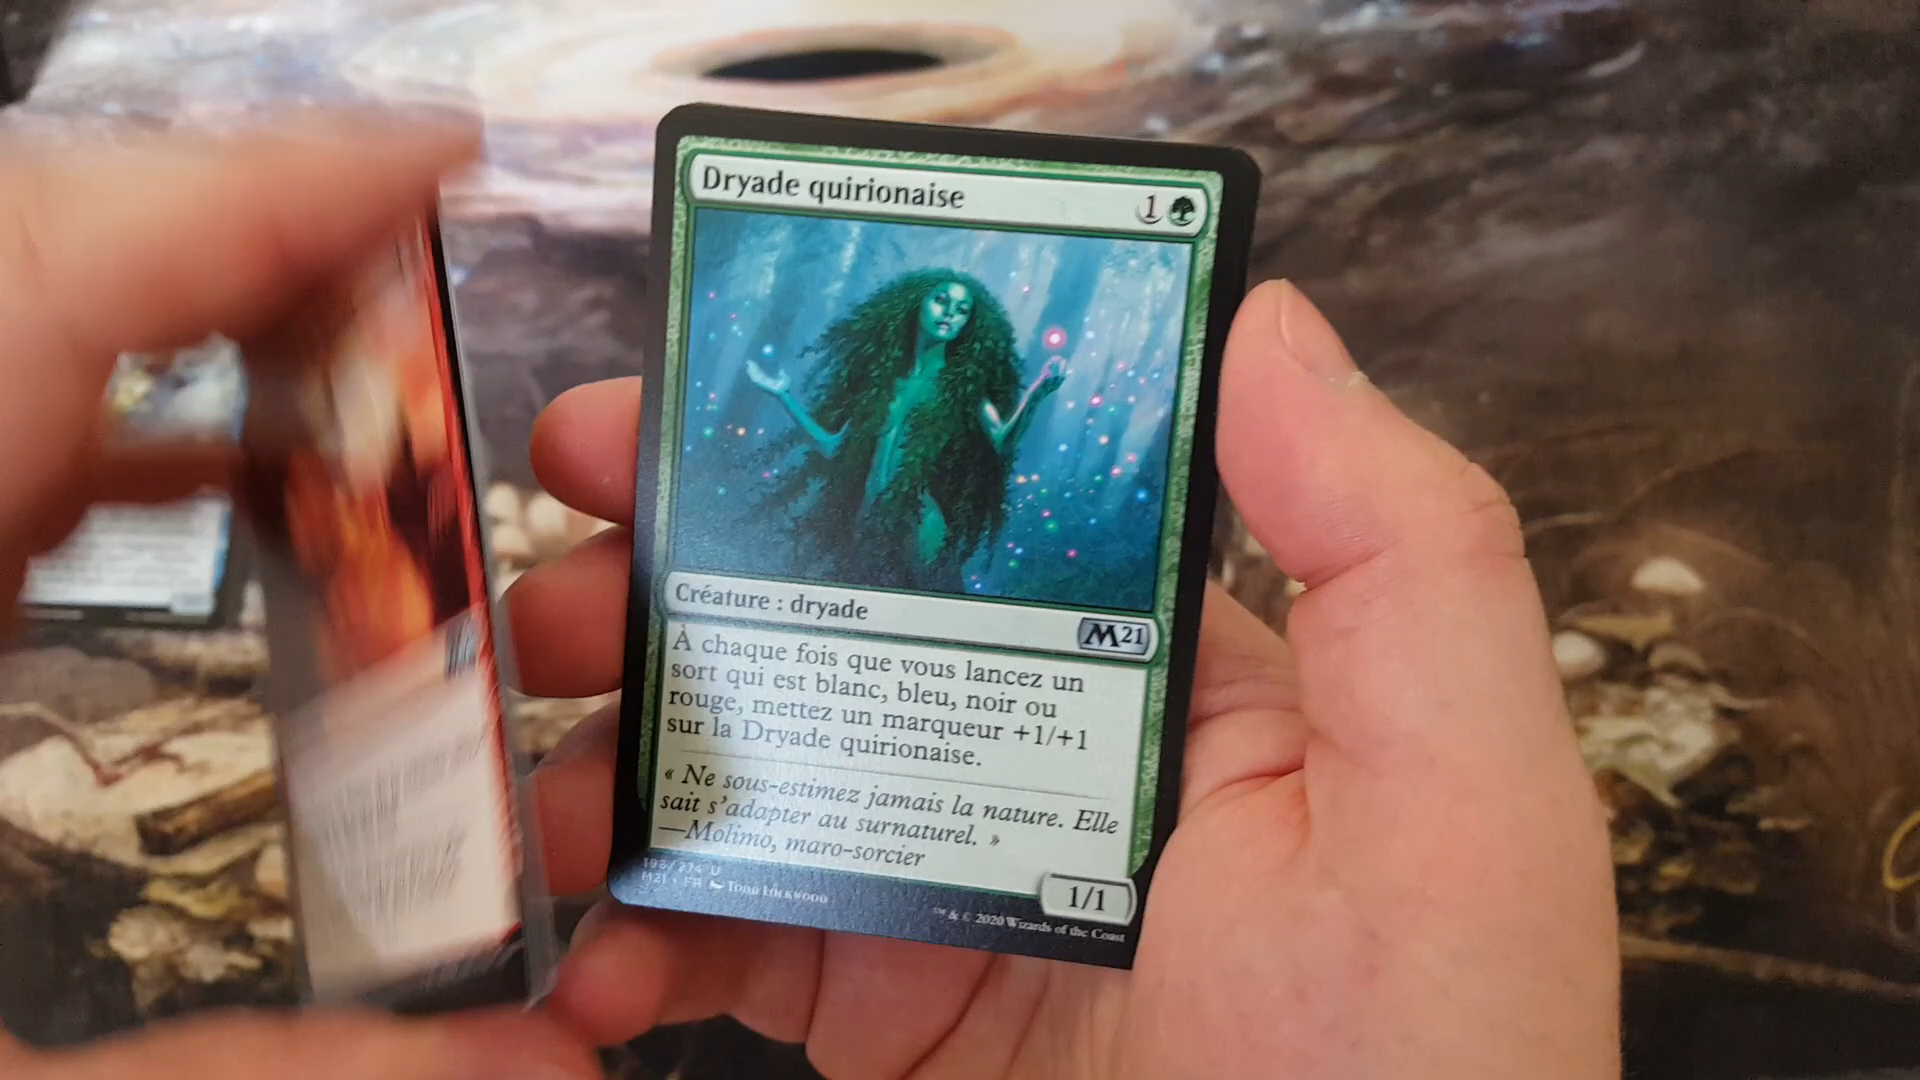 Dryade quirionaise 1
Créature : dryade
M21
À chaque fois que vous lancez un
sort qui est blanc, bleu, noir ou
rouge, mettez un marqueur +1/+1
sur la Dryade quirionaise.
« Ne sous-estimez jamais la nature. Elle
sait s'adapter au surnaturel. »
—Molimo, maro-sorcier
1/1
198/274 U
M21 • FR Todd Lockwood
™ & © 2020 Wizards of the Coast